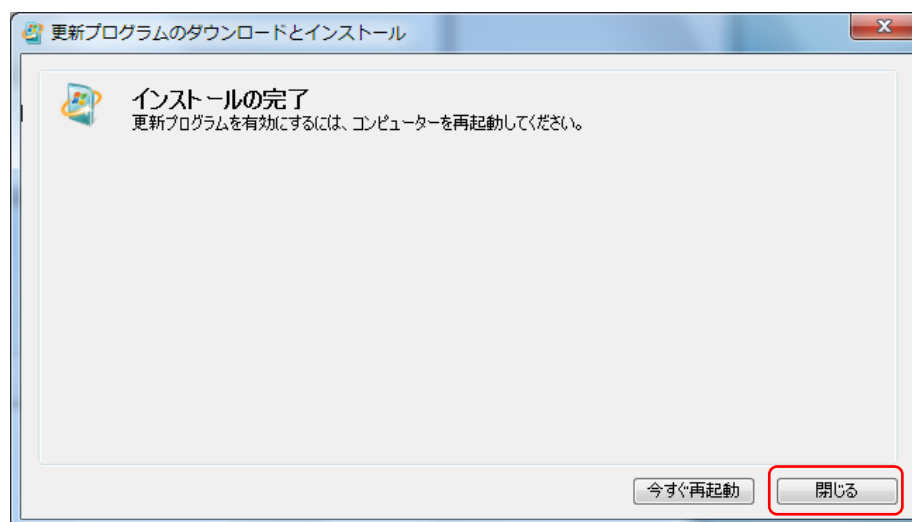 更新プログラムのダウンロードとインストール
インストールの完了
更新プログラムを有効にするには、コンピューターを再起動してください。
今すぐ再起動
閉じる